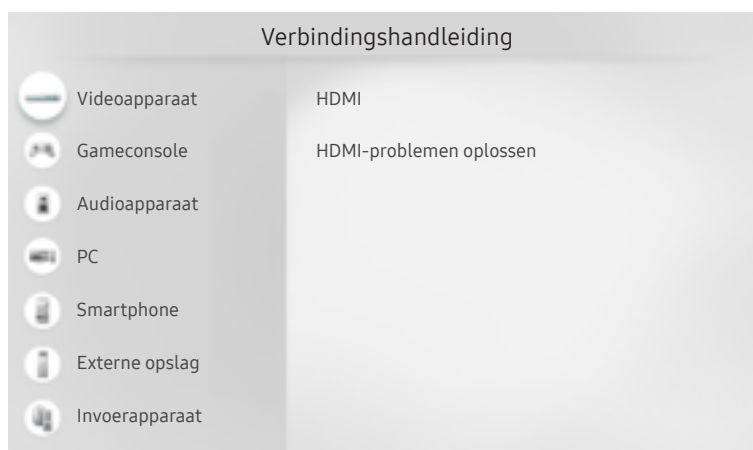 Verbindingshandleiding
Videoapparaat
HDMI
Gameconsole
HDMI-problemen oplossen
Audioapparaat
PC
Smartphone
Externe opslag
Invoerapparaat